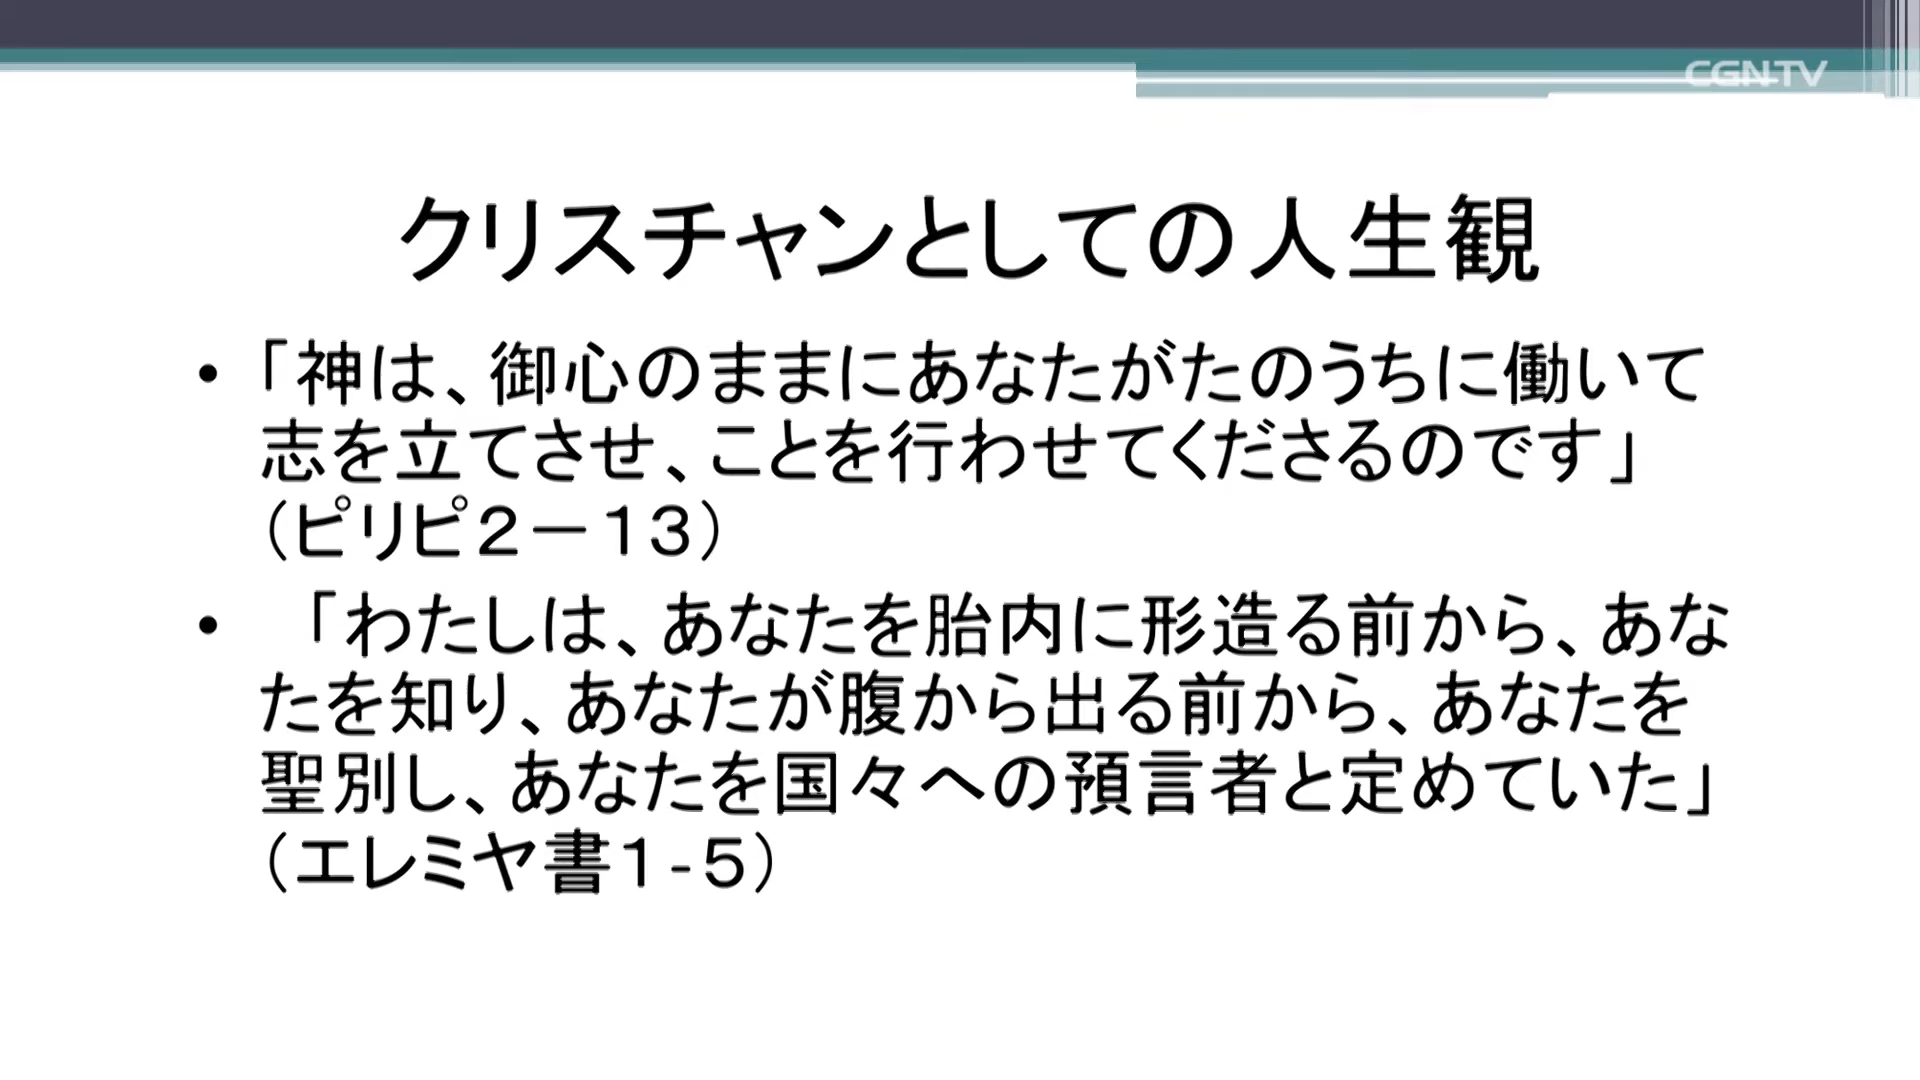 CGNTV
クリスチャンとしての人生観
・「神は、御心のままにあなたがたのうちに働いて
志を立てさせ、ことを行わせてくださるのです」
（ピリピ２－１３）
・　「わたしは、あなたを胎内に形造る前から、あな
たを知り、あなたが腹から出る前から、あなたを
聖別し、あなたを国々への預言者と定めていた」
（エレミヤ書１-５）